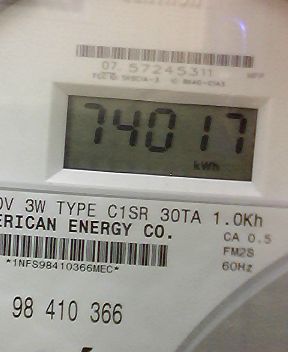 07 57245311
74017
kWh
0V 3W TYPE C1SR 30TA 1.0Kh
ERICAN ENERGY CO.
CA 0.5
FM2S
60Hz
*1NFS98410366MEC*
98 410 366